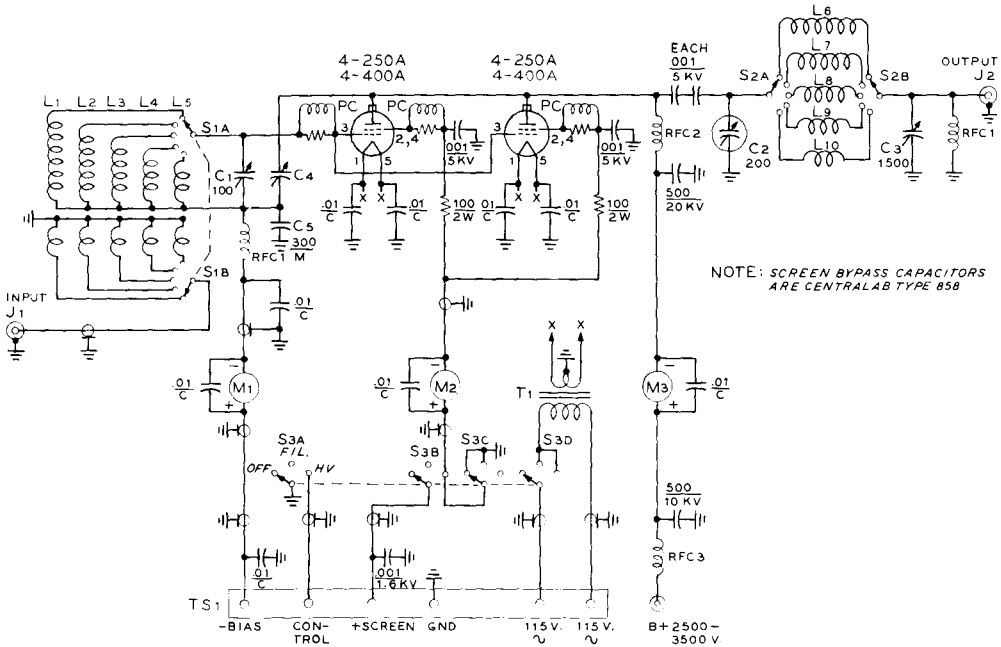 L6
L7
L8
L9
L10
EACH
.001
5 KV
S2A
S2B
OUTPUT
J2
4-250A
4-400A
4-250A
4-400A
L1 L2 L3 L4 L5
S1A
PC
PC
PC
3
2,4
1
5
3
2,4
1
5
.001
5KV
.001
5KV
RFC2
C2
200
C3
1500
RFC1
C1
100
C4
C5
300
M
X
X
X
X
.01
C
.01
C
.01
C
.01
C
100
2W
100
2W
500
20KV
RFC1
.01
C
S1B
INPUT
J1
NOTE: SCREEN BYPASS CAPACITORS
ARE CENTRALAB TYPE 858
X
X
T1
.01
C
M1
−
+
.01
C
M2
−
+
M3
−
+
.01
C
S3A
FIL.
OFF
HV
S3B
S3C
S3D
500
10 KV
RFC3
.01
C
.001
1.6KV
TS1
-BIAS
CON-
TROL
+SCREEN
GND
115 V.
∼
115 V.
∼
B+ 2500-
3500 V.